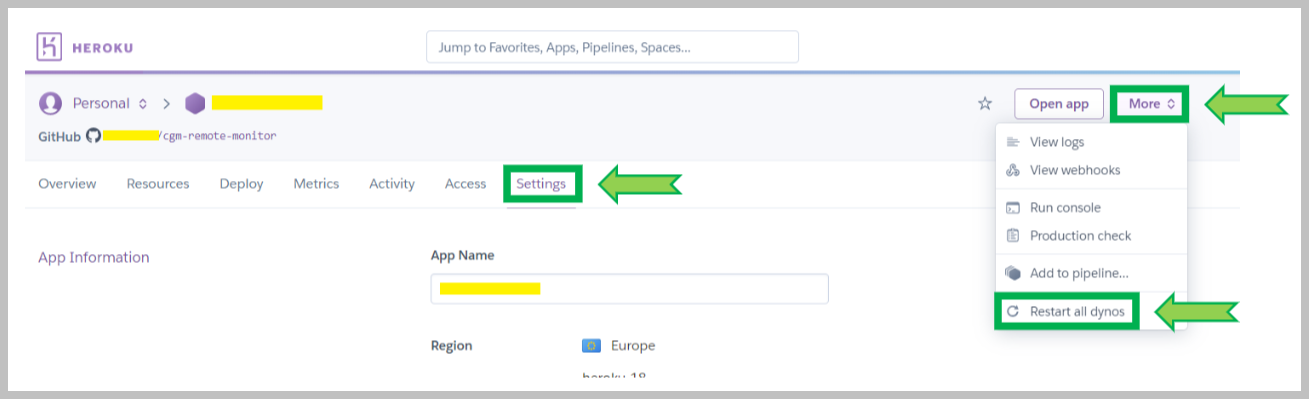 HEROKU
Jump to Favorites, Apps, Pipelines, Spaces...
Personal
Open app
More
GitHub
/cgm-remote-monitor
View logs
View webhooks
Overview Resources Deploy Metrics Activity Access Settings
Run console
Production check
App Information
App Name
Add to pipeline...
Restart all dynos
Region
Europe
heroku-18